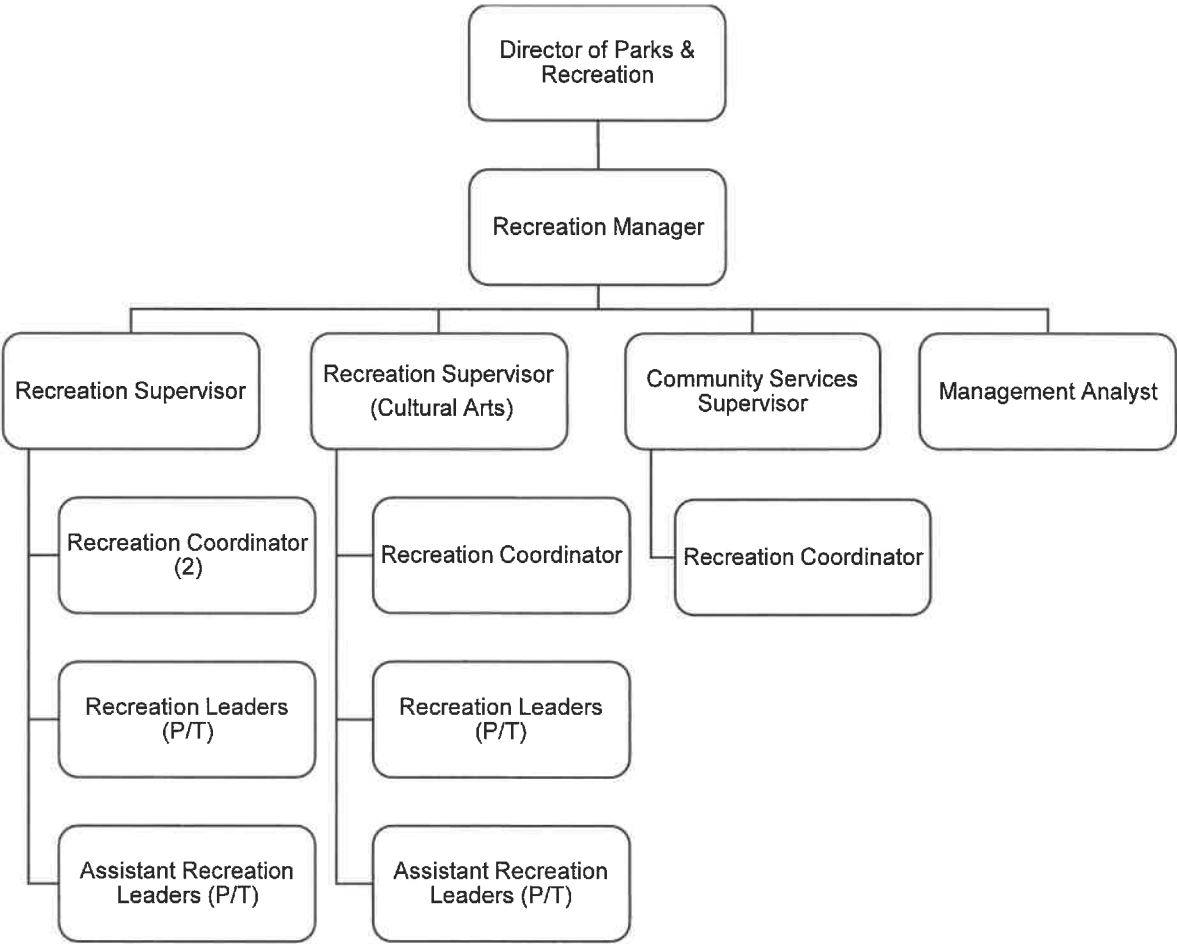 Director of Parks &
Recreation
Recreation Manager
Recreation Supervisor
Recreation Supervisor
(Cultural Arts)
Community Services
Supervisor
Management Analyst
Recreation Coordinator
(2)
Recreation Coordinator
Recreation Coordinator
Recreation Leaders
(P/T)
Recreation Leaders
(P/T)
Assistant Recreation
Leaders (P/T)
Assistant Recreation
Leaders (P/T)